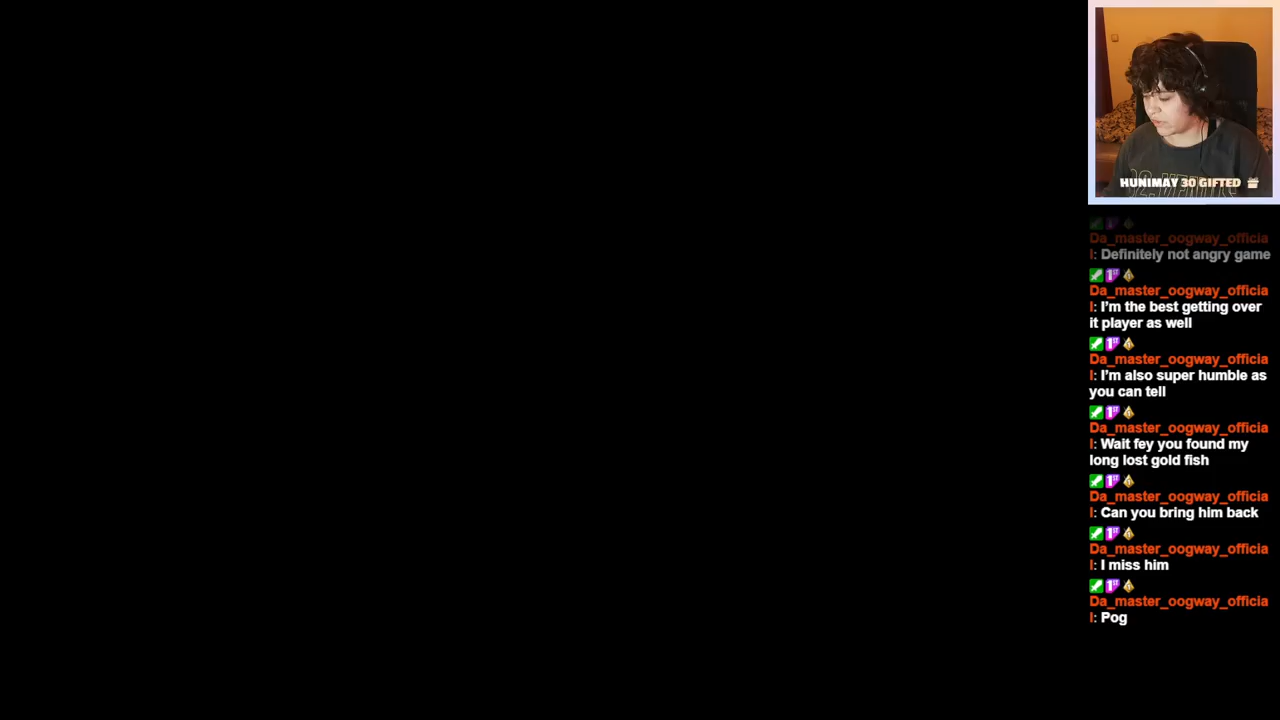 HUNIMAY 30 GIFTED
Da_master_oogway_officia
l: Definitely not angry game
Da_master_oogway_officia
l: I'm the best getting over
it player as well
Da_master_oogway_officia
l: I'm also super humble as
you can tell
Da_master_oogway_officia
l: Wait fey you found my
long lost gold fish
Da_master_oogway_officia
l: Can you bring him back
Da_master_oogway_officia
l: I miss him
Da_master_oogway_officia
l: Pog